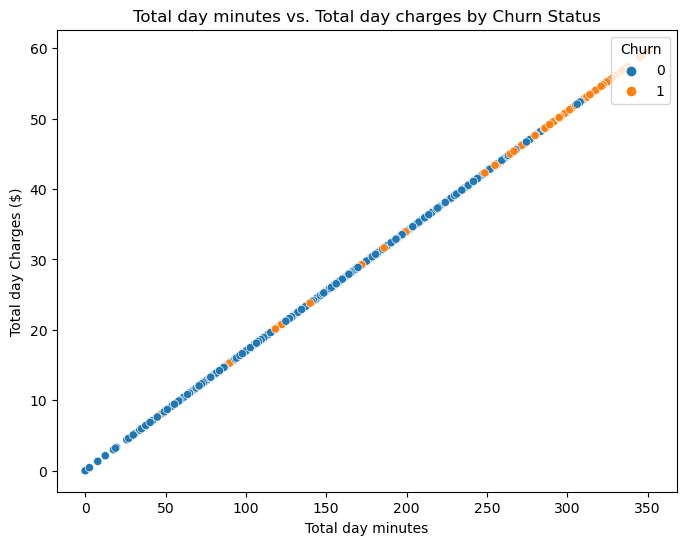 Total day minutes vs. Total day charges by Churn Status
Total day Charges ($)
60
50
40
30
20
10
0
Churn
0
1
0 50 100 150 200 250 300 350
Total day minutes